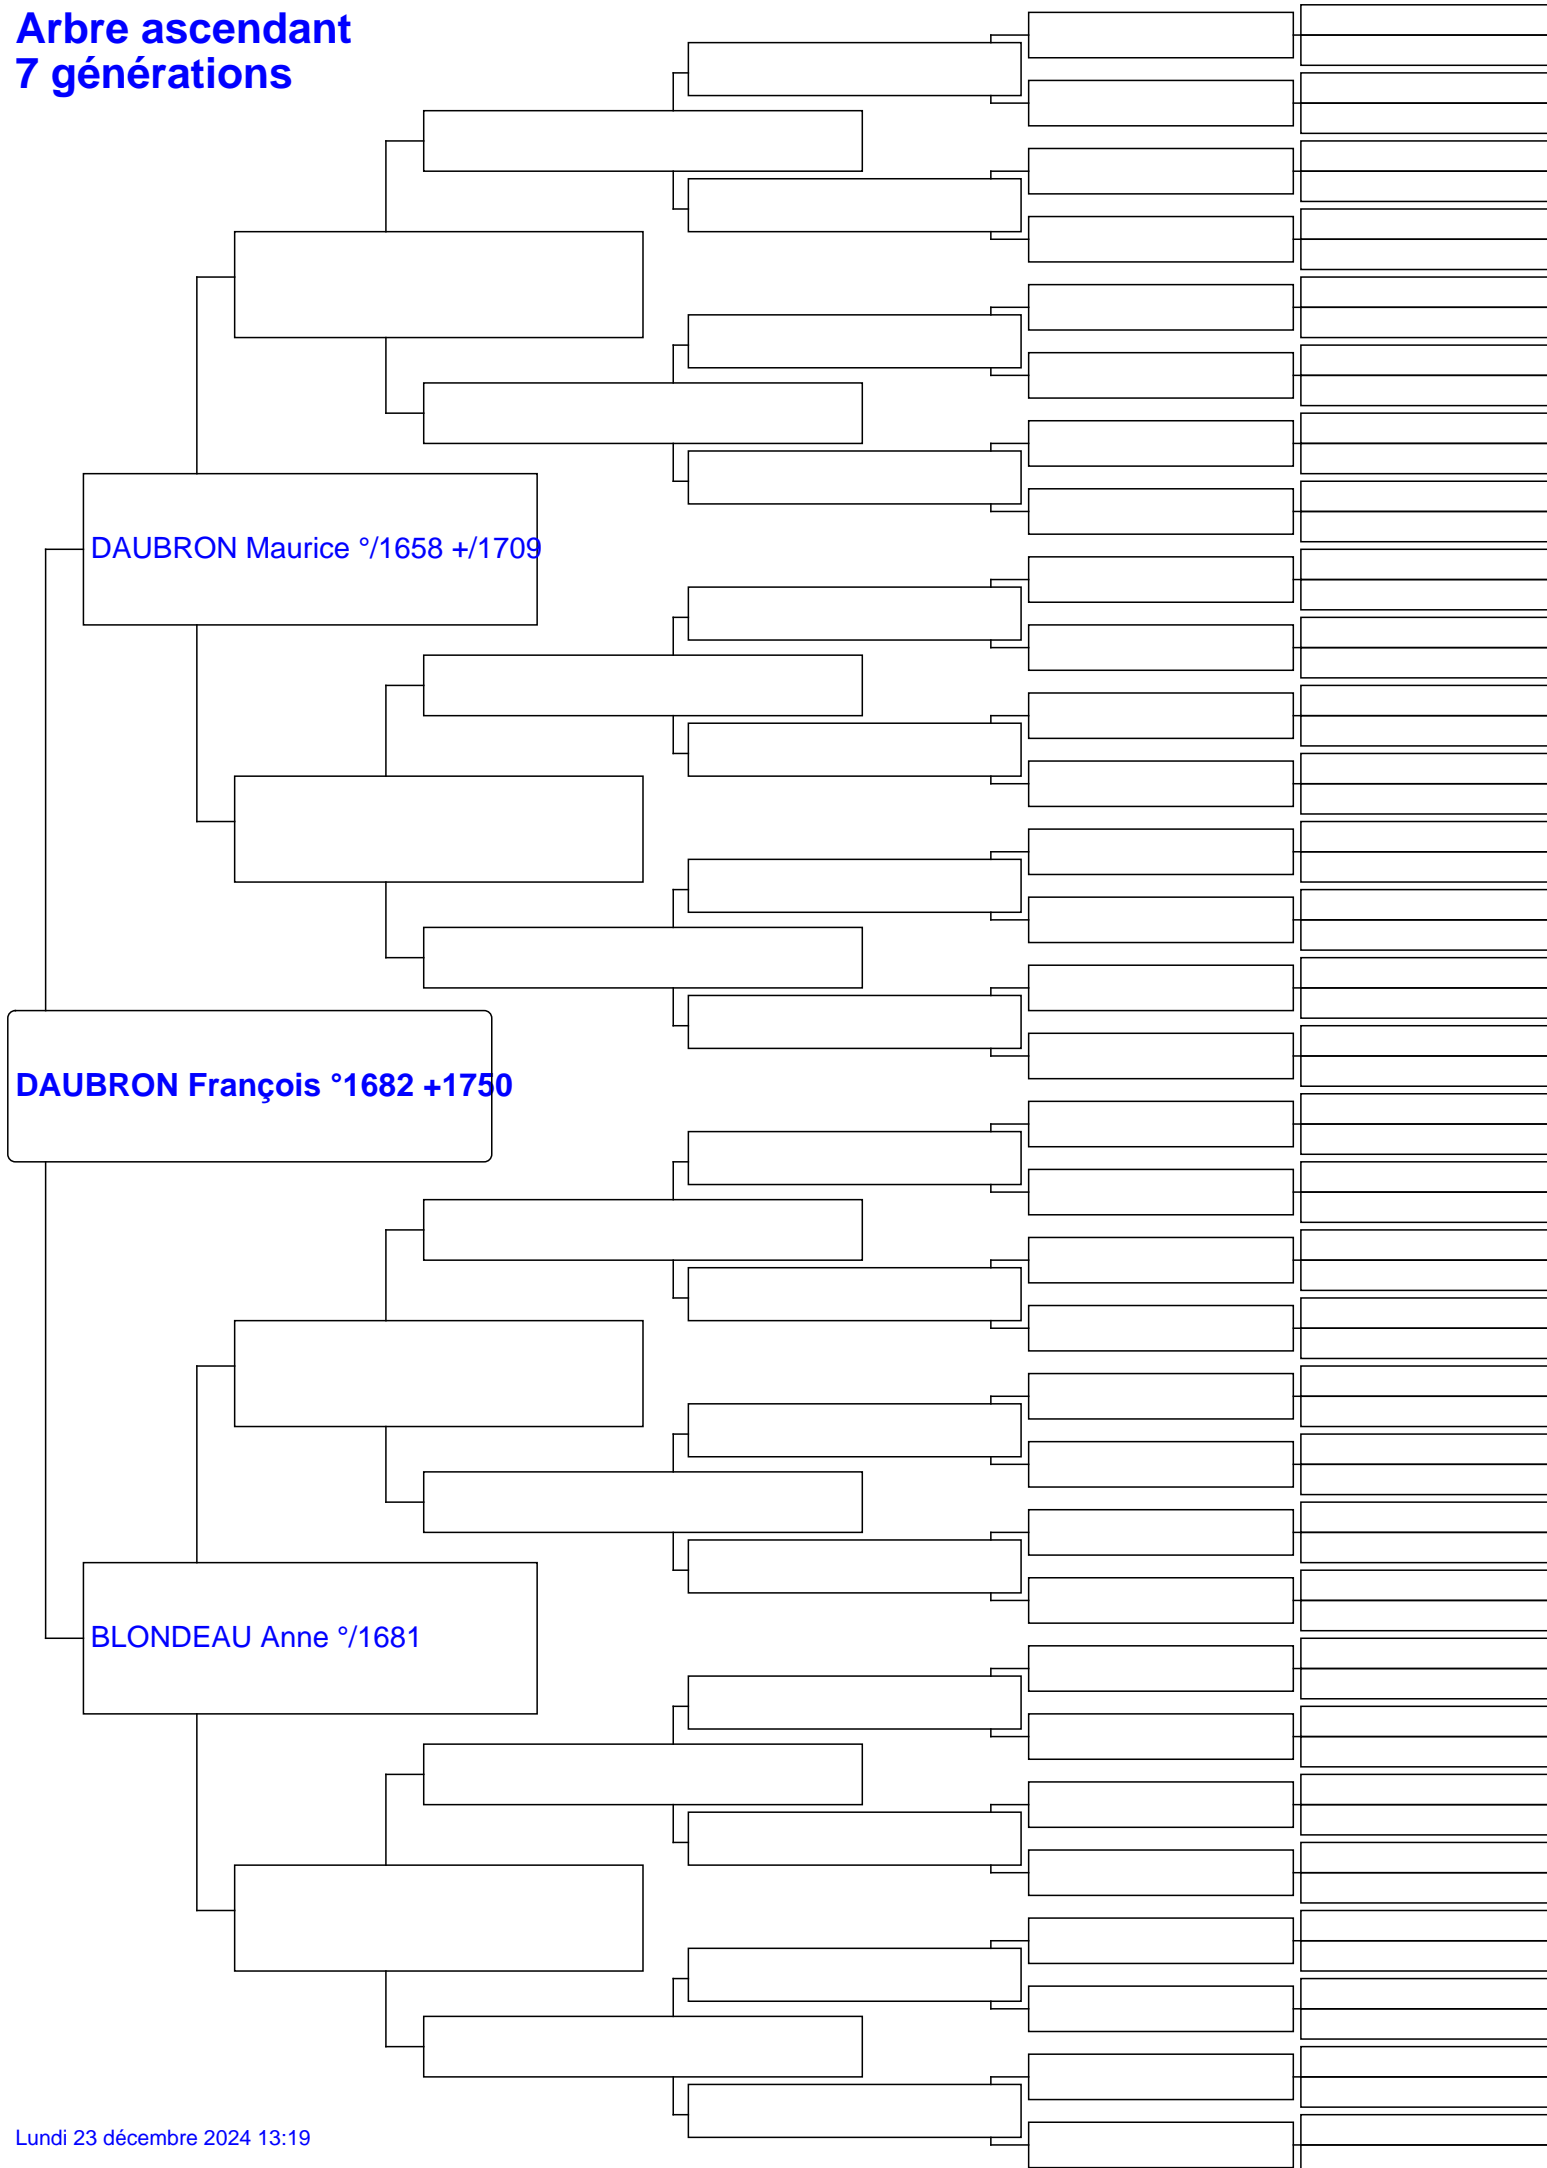 Arbre ascendant
7 générations
DAUBRON Maurice °/1658 +/1709
DAUBRON François °1682 +1750
BLONDEAU Anne °/1681
Lundi 23 décembre 2024 13:19